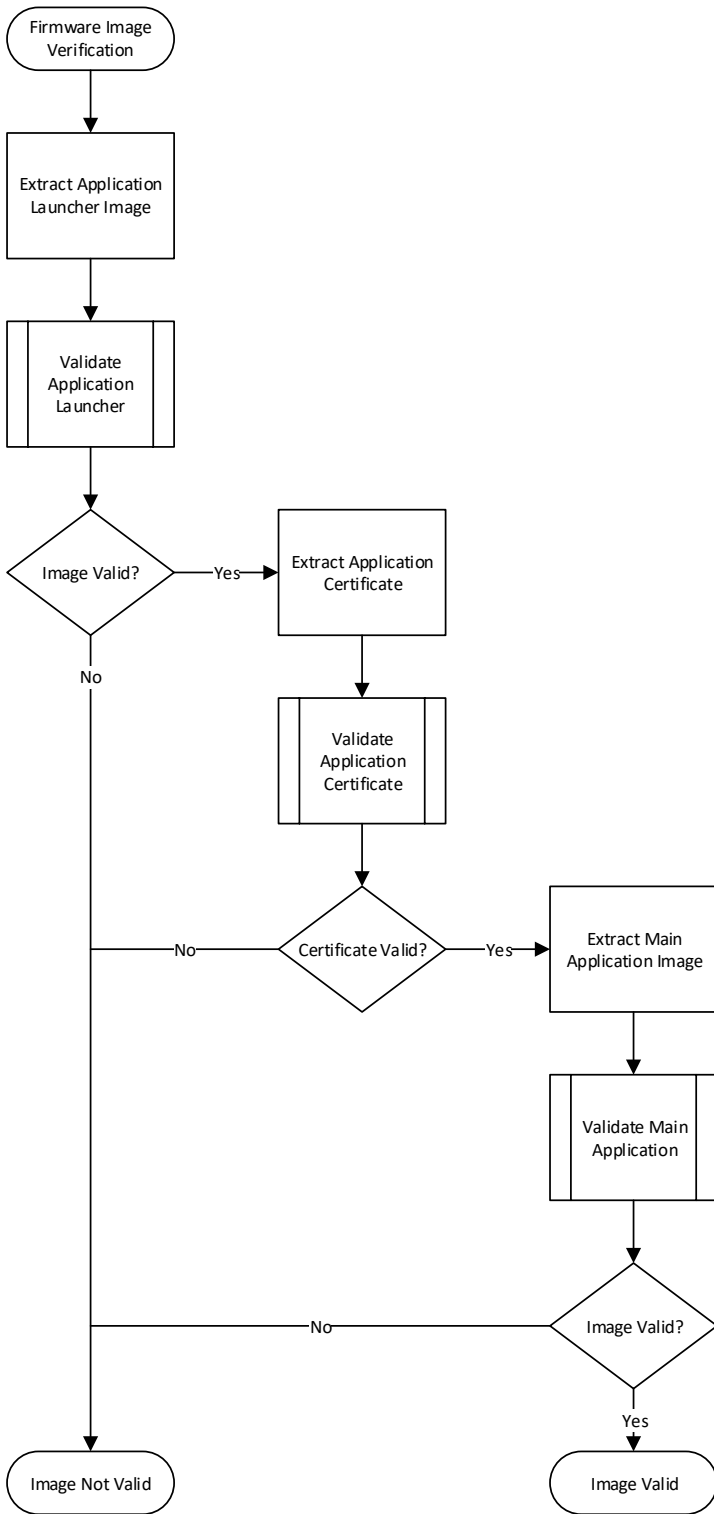 Firmware Image
Verification
Extract Application
Launcher Image
Validate
Application
Launcher
Image Valid?
Yes
Extract Application
Certificate
No
Validate
Application
Certificate
No
Certificate Valid?
Yes
Extract Main
Application Image
Validate Main
Application
No
Image Valid?
Yes
Image Not Valid
Image Valid